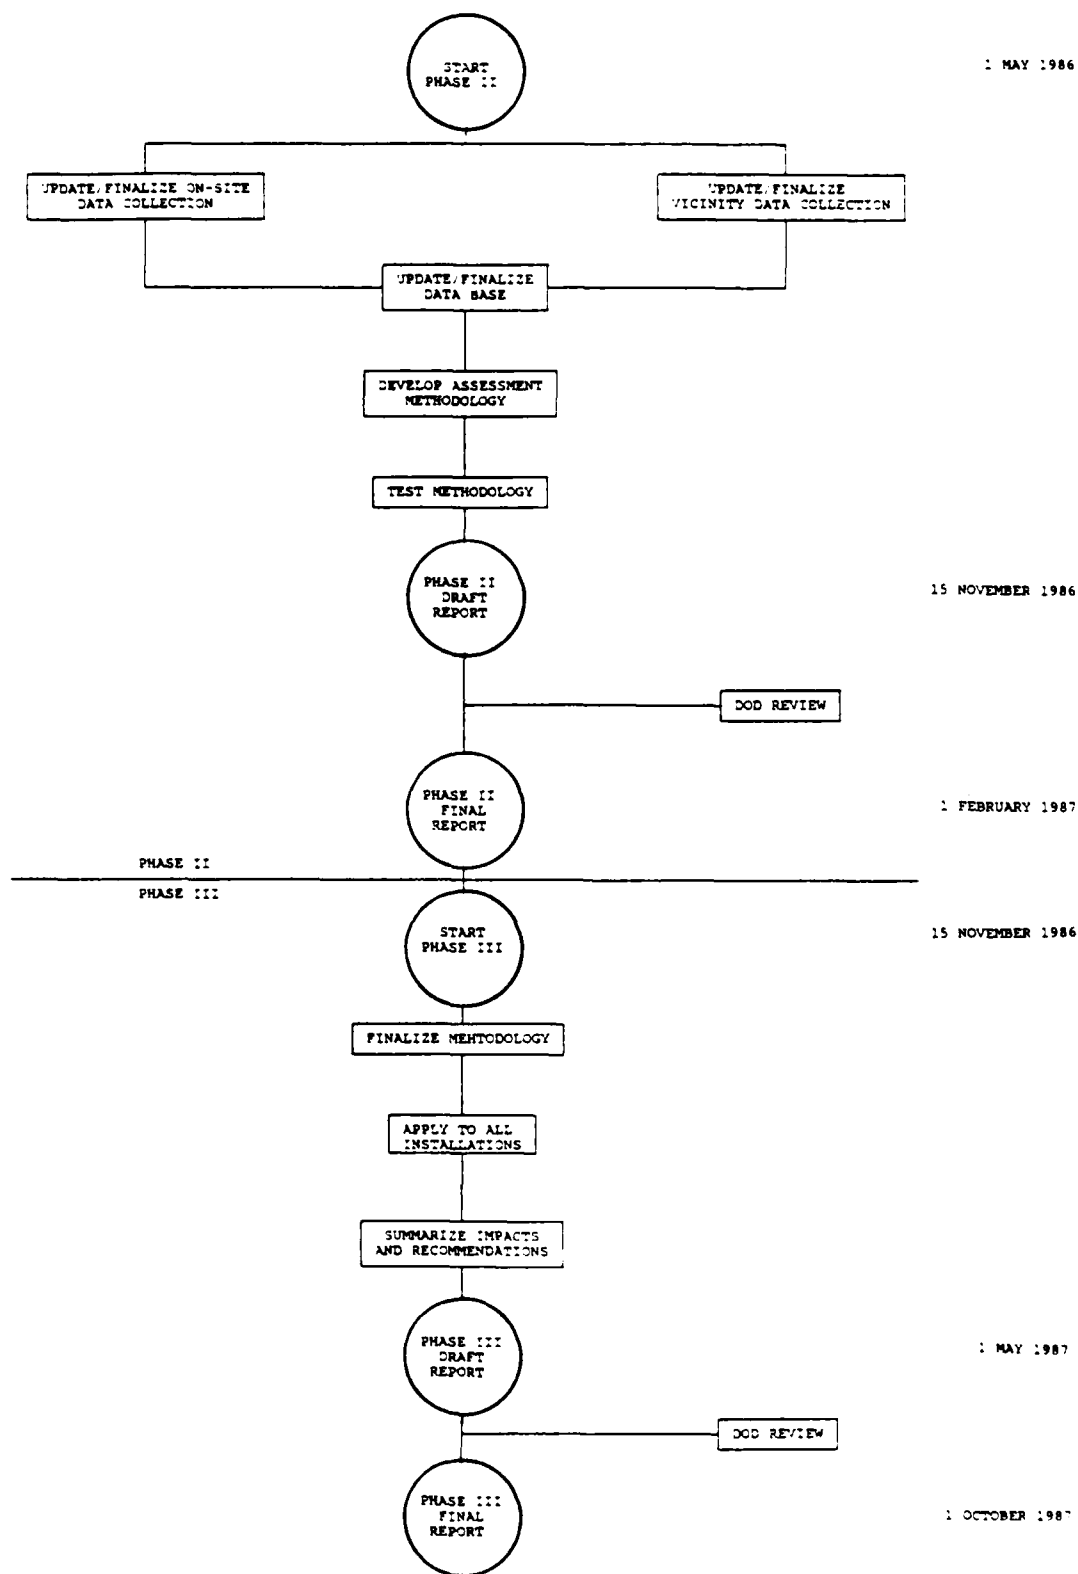 START
PHASE II
1 MAY 1986
UPDATE/FINALIZE ON-SITE
DATA COLLECTION
UPDATE/FINALIZE
VICINITY DATA COLLECTION
UPDATE/FINALIZE
DATA BASE
DEVELOP ASSESSMENT
METHODOLOGY
TEST METHODOLOGY
PHASE II
DRAFT
REPORT
15 NOVEMBER 1986
DOD REVIEW
PHASE II
FINAL
REPORT
1 FEBRUARY 1987
PHASE II
PHASE III
START
PHASE III
15 NOVEMBER 1986
FINALIZE MEHTODOLOGY
APPLY TO ALL
INSTALLATIONS
SUMMARIZE IMPACTS
AND RECOMMENDATIONS
PHASE III
DRAFT
REPORT
1 MAY 1987
DOD REVIEW
PHASE III
FINAL
REPORT
1 OCTOBER 1987